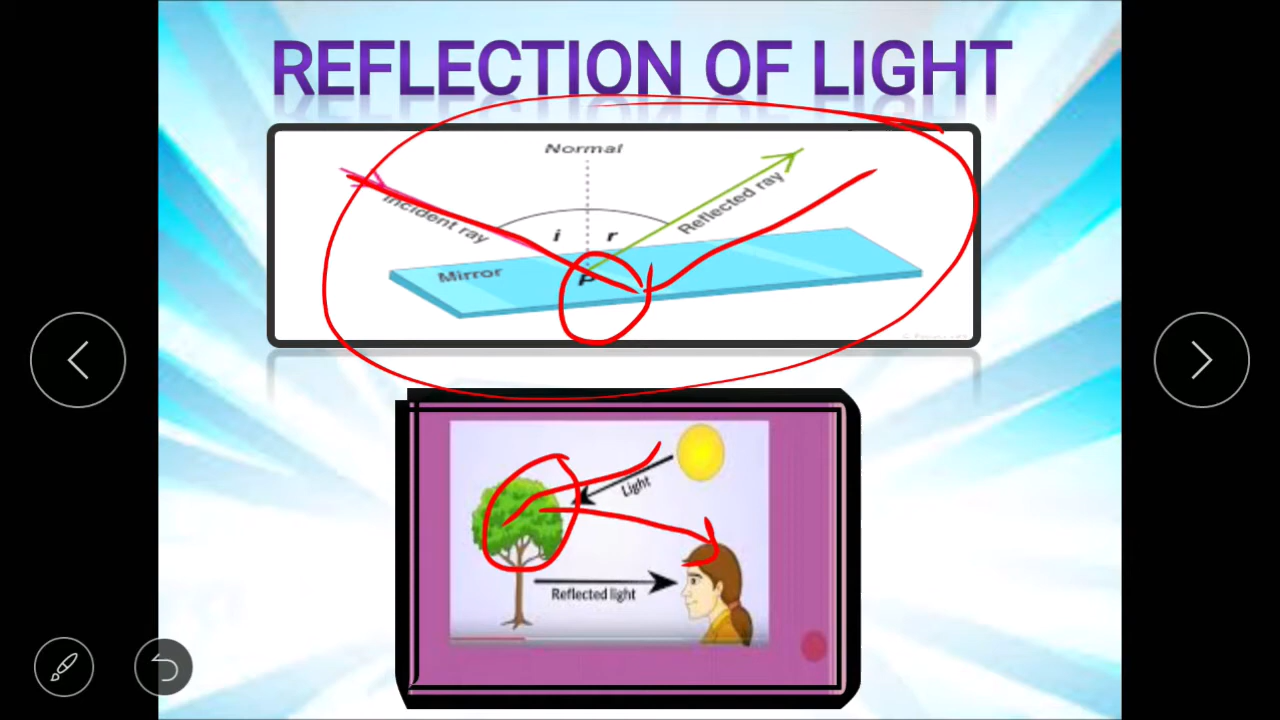 REFLECTION OF LIGHT
Normal
Incident ray
Reflected ray
i r
Mirror
P
Light
Reflected light